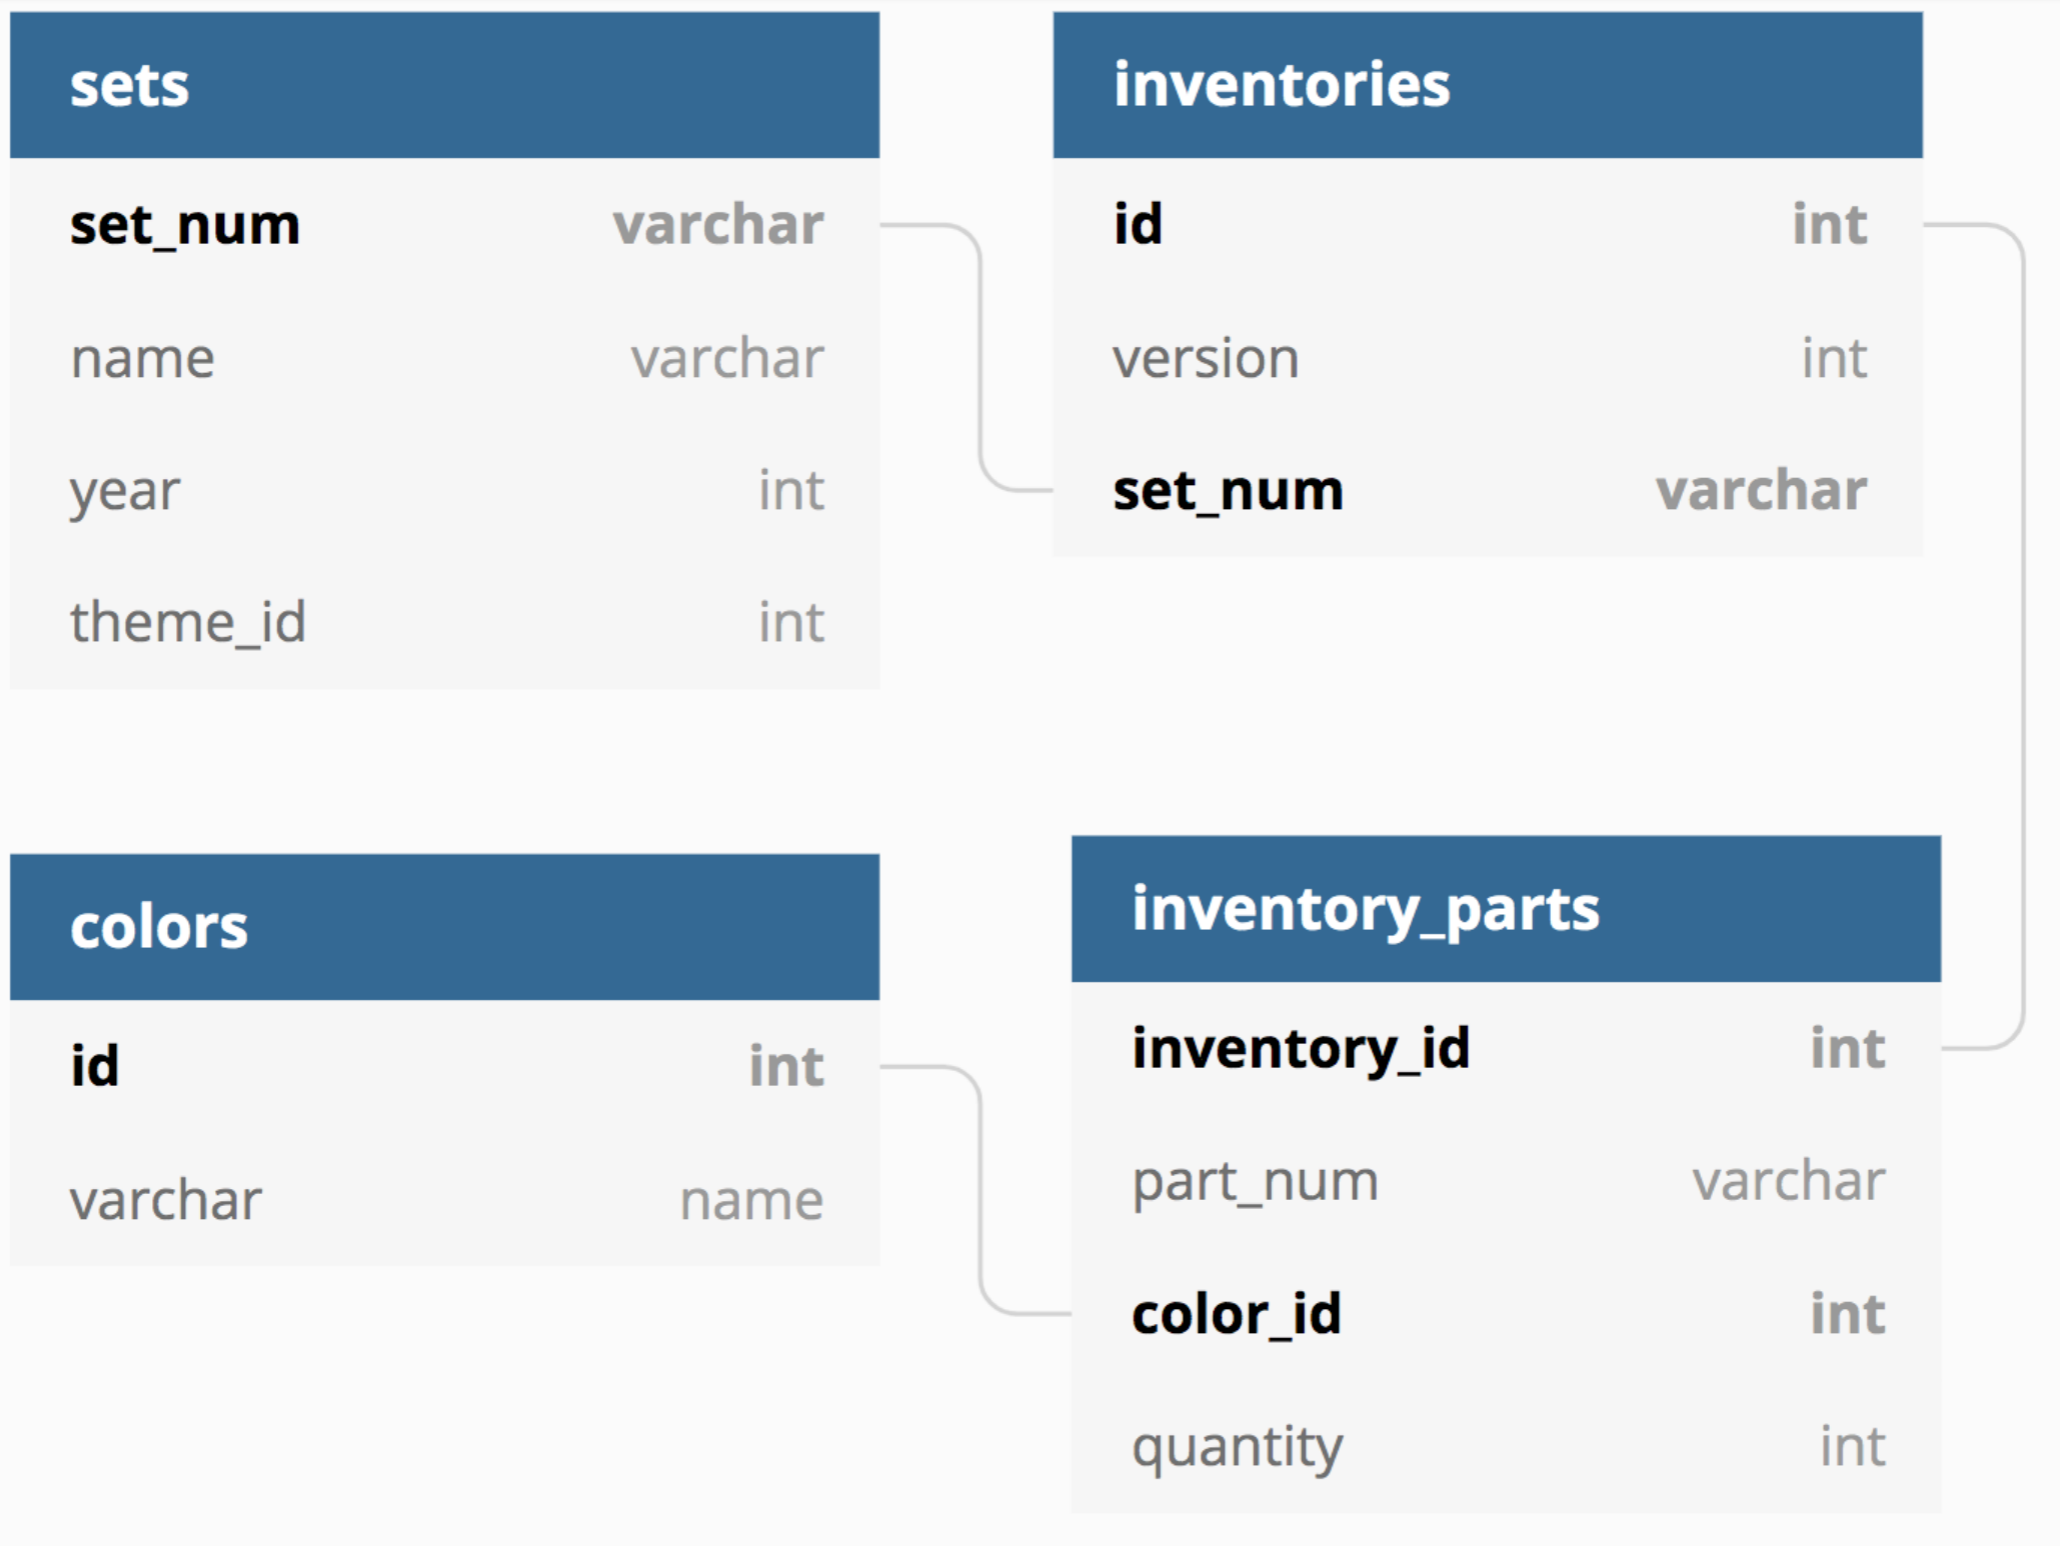 sets
set_num varchar
name varchar
year int
theme_id int
inventories
id int
version int
set_num varchar
colors
id int
varchar name
inventory_parts
inventory_id int
part_num varchar
color_id int
quantity int